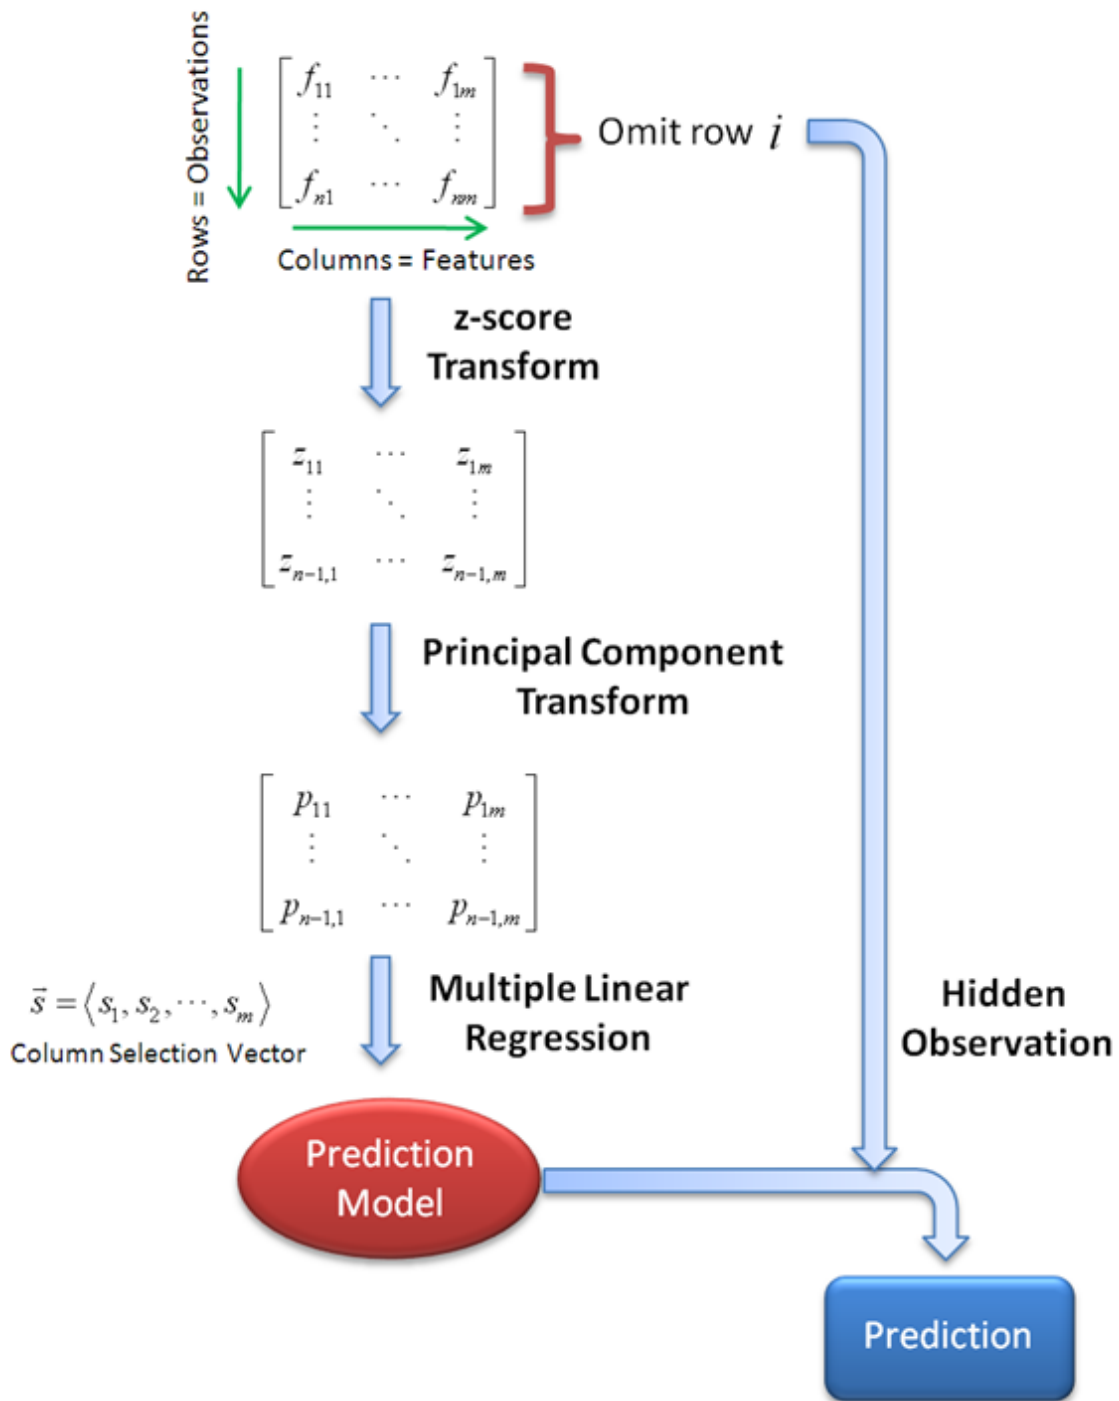 Rows = Observations
f₁₁ ⋯ f₁ₘ
⋮ ⋱ ⋮
fₙ₁ ⋯ fₙₘ
Omit row i
Columns = Features
z-score
Transform
z₁₁ ⋯ z₁ₘ
⋮ ⋱ ⋮
zₙ₋₁,₁ ⋯ zₙ₋₁,ₘ
Principal Component
Transform
p₁₁ ⋯ p₁ₘ
⋮ ⋱ ⋮
pₙ₋₁,₁ ⋯ pₙ₋₁,ₘ
s⃗ = ⟨s₁, s₂, ⋯, sₘ⟩
Column Selection Vector
Multiple Linear
Regression
Hidden
Observation
Prediction
Model
Prediction